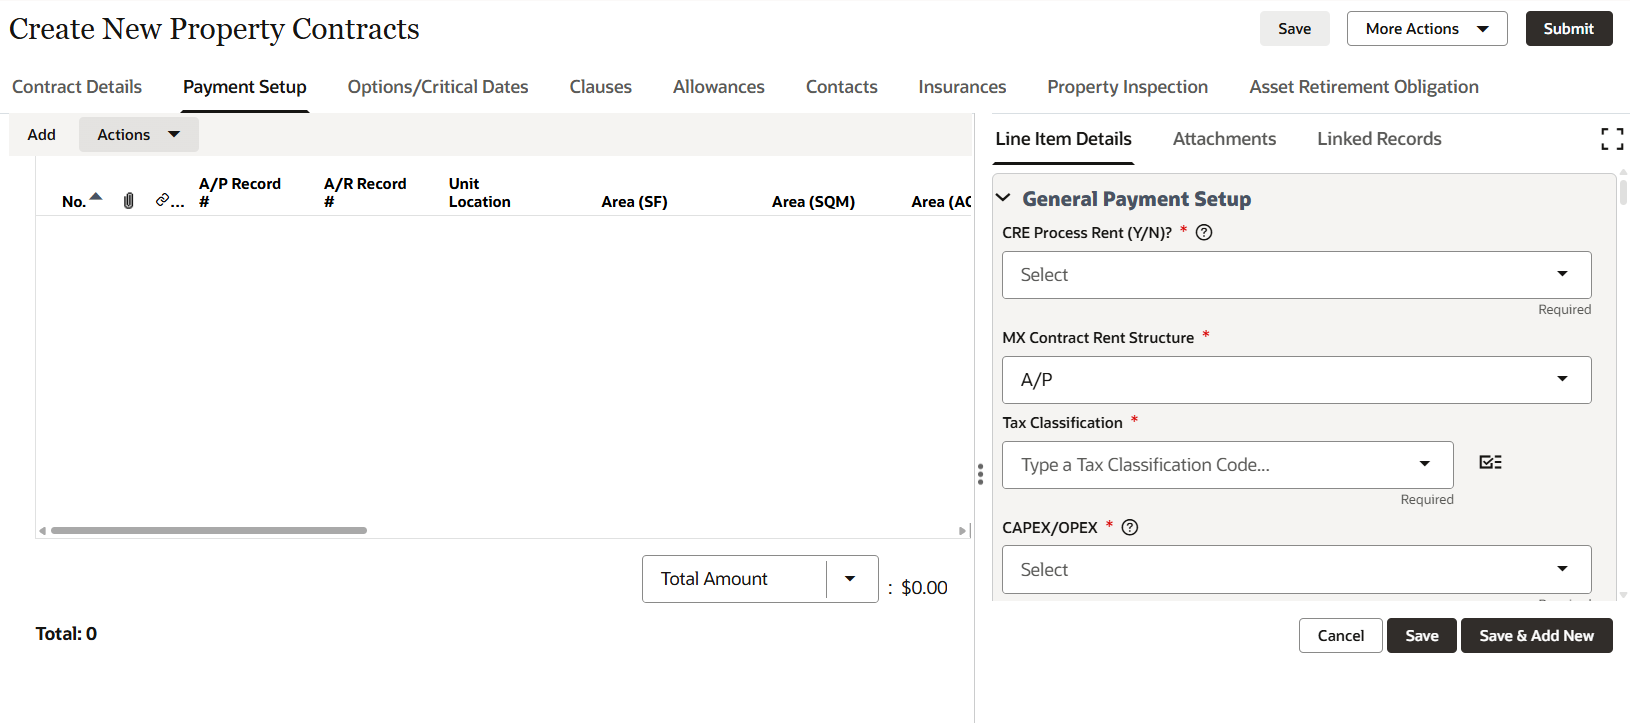 Create New Property Contracts
Save
More Actions
Submit
Contract Details
Payment Setup
Options/Critical Dates
Clauses
Allowances
Contacts
Insurances
Property Inspection
Asset Retirement Obligation
Add
Actions
No.
...
A/P Record #
A/R Record #
Unit Location
Area (SF)
Area (SQM)
Area (AC
Total Amount
: $0.00
Total: 0
Line Item Details
Attachments
Linked Records
General Payment Setup
CRE Process Rent (Y/N)? *
Select
Required
MX Contract Rent Structure *
A/P
Tax Classification *
Type a Tax Classification Code...
Required
CAPEX/OPEX *
Select
Cancel
Save
Save & Add New